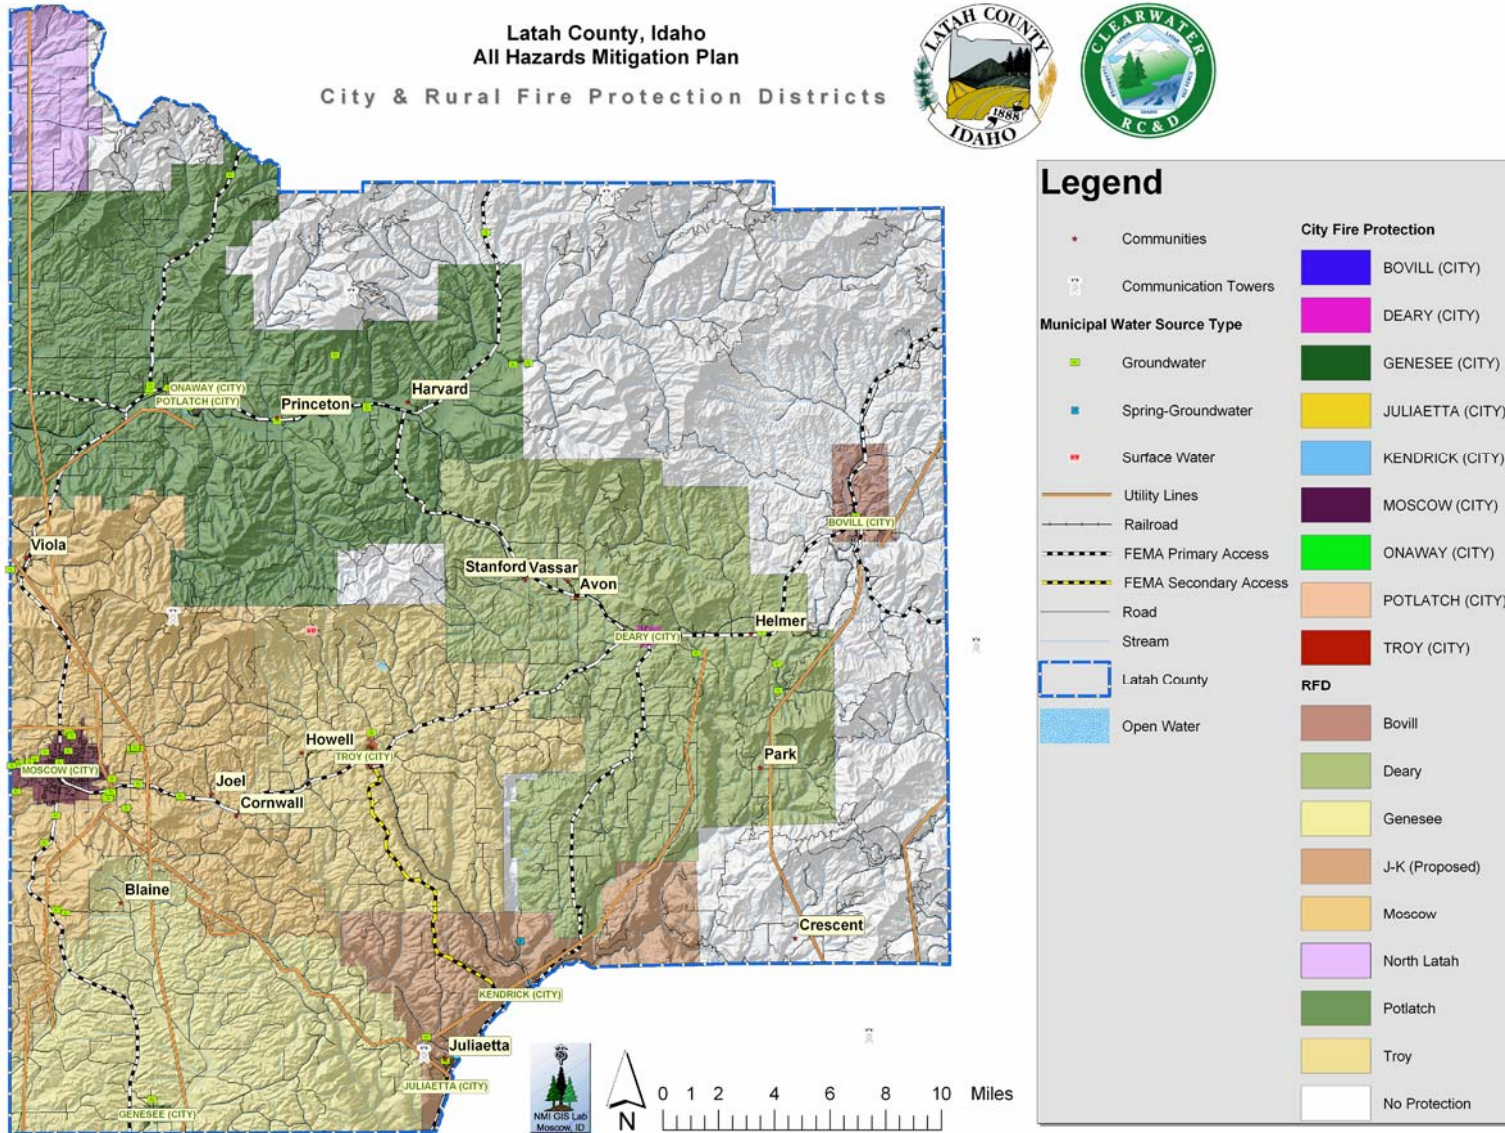 Latah County, Idaho
All Hazards Mitigation Plan
City & Rural Fire Protection Districts
LATAH COUNTY
1888
IDAHO
CLEARWATER
RC&D
Legend
Communities
Communication Towers
Municipal Water Source Type
Groundwater
Spring-Groundwater
Surface Water
Utility Lines
Railroad
FEMA Primary Access
FEMA Secondary Access
Road
Stream
Latah County
Open Water
City Fire Protection
BOVILL (CITY)
DEARY (CITY)
GENESEE (CITY)
JULIAETTA (CITY)
KENDRICK (CITY)
MOSCOW (CITY)
ONAWAY (CITY)
POTLATCH (CITY)
TROY (CITY)
RFD
Bovill
Deary
Genesee
J-K (Proposed)
Moscow
North Latah
Potlatch
Troy
No Protection
ONAWAY (CITY)
POTLATCH (CITY)
Princeton
Harvard
BOVILL (CITY)
Viola
Stanford
Vassar
Avon
DEARY (CITY)
Helmer
Howell
TROY (CITY)
Park
MOSCOW (CITY)
Joel
Cornwall
Blaine
Crescent
KENDRICK (CITY)
Juliaetta
JULIAETTA (CITY)
GENESEE (CITY)
NMI GIS Lab
Moscow, ID
N
0 1 2 4 6 8 10 Miles